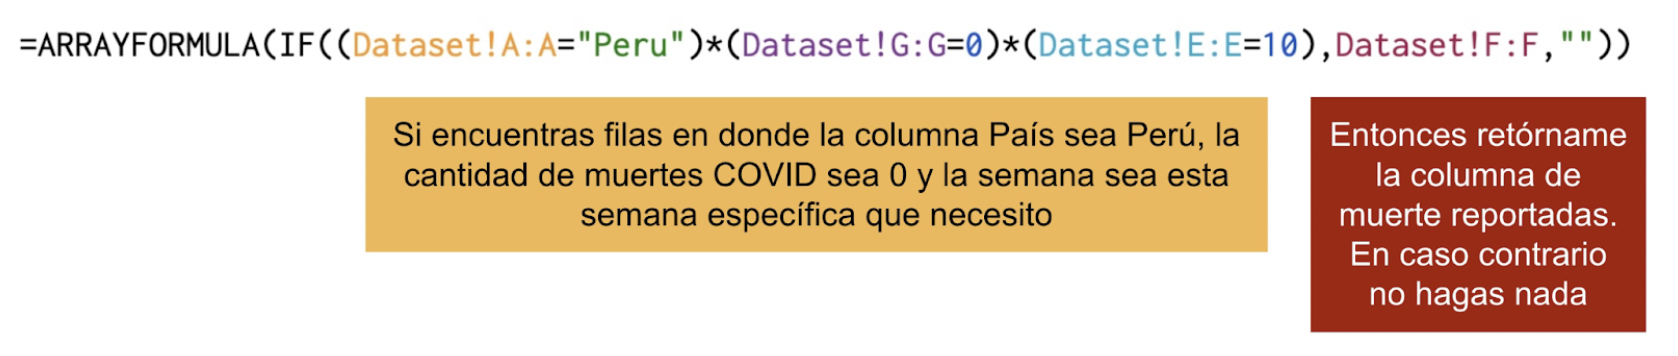 =ARRAYFORMULA(IF((Dataset!A:A="Peru")*(Dataset!G:G=0)*(Dataset!E:E=10),Dataset!F:F,""))
Si encuentras filas en donde la columna País sea Perú, la
cantidad de muertes COVID sea 0 y la semana sea esta
semana específica que necesito
Entonces retórname
la columna de
muerte reportadas.
En caso contrario
no hagas nada